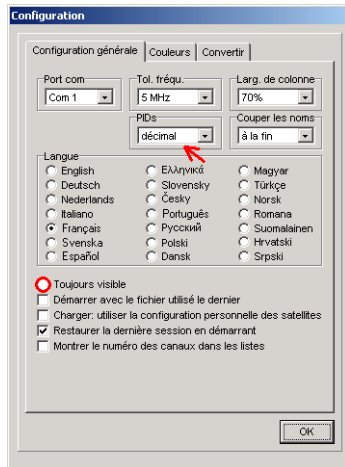 Configuration
Configuration générale Couleurs Convertir
Port com Tol. fréqu. Larg. de colonne
Com 1 5 MHz 70%
PIDs Couper les noms
décimal à la fin
Langue
English Ελληνικά Magyar
Deutsch Slovensky Türkçe
Nederlands Česky Norsk
Italiano Português Romana
Français Русский Suomalainen
Svenska Polski Hrvatski
Español Dansk Srpski
Toujours visible
Démarrer avec le fichier utilisé le dernier
Charger: utiliser la configuration personnelle des satellites
Restaurer la dernière session en démarrant
Montrer le numéro des canaux dans les listes
OK